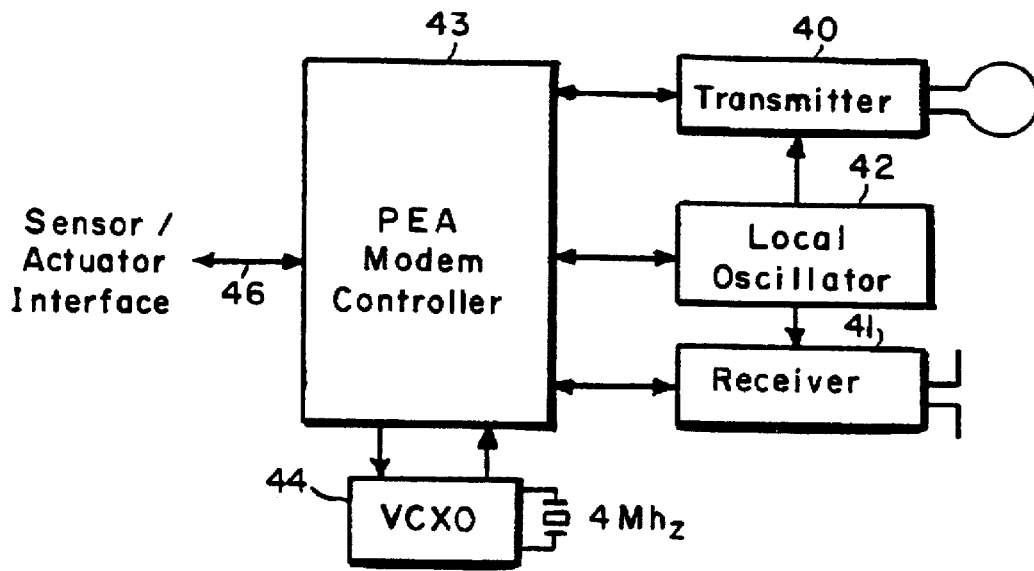 43
40
Transmitter
42
Sensor /
Actuator
Interface
46
PEA
Modem
Controller
Local
Oscillator
41
Receiver
44
VCXO
4 Mhz